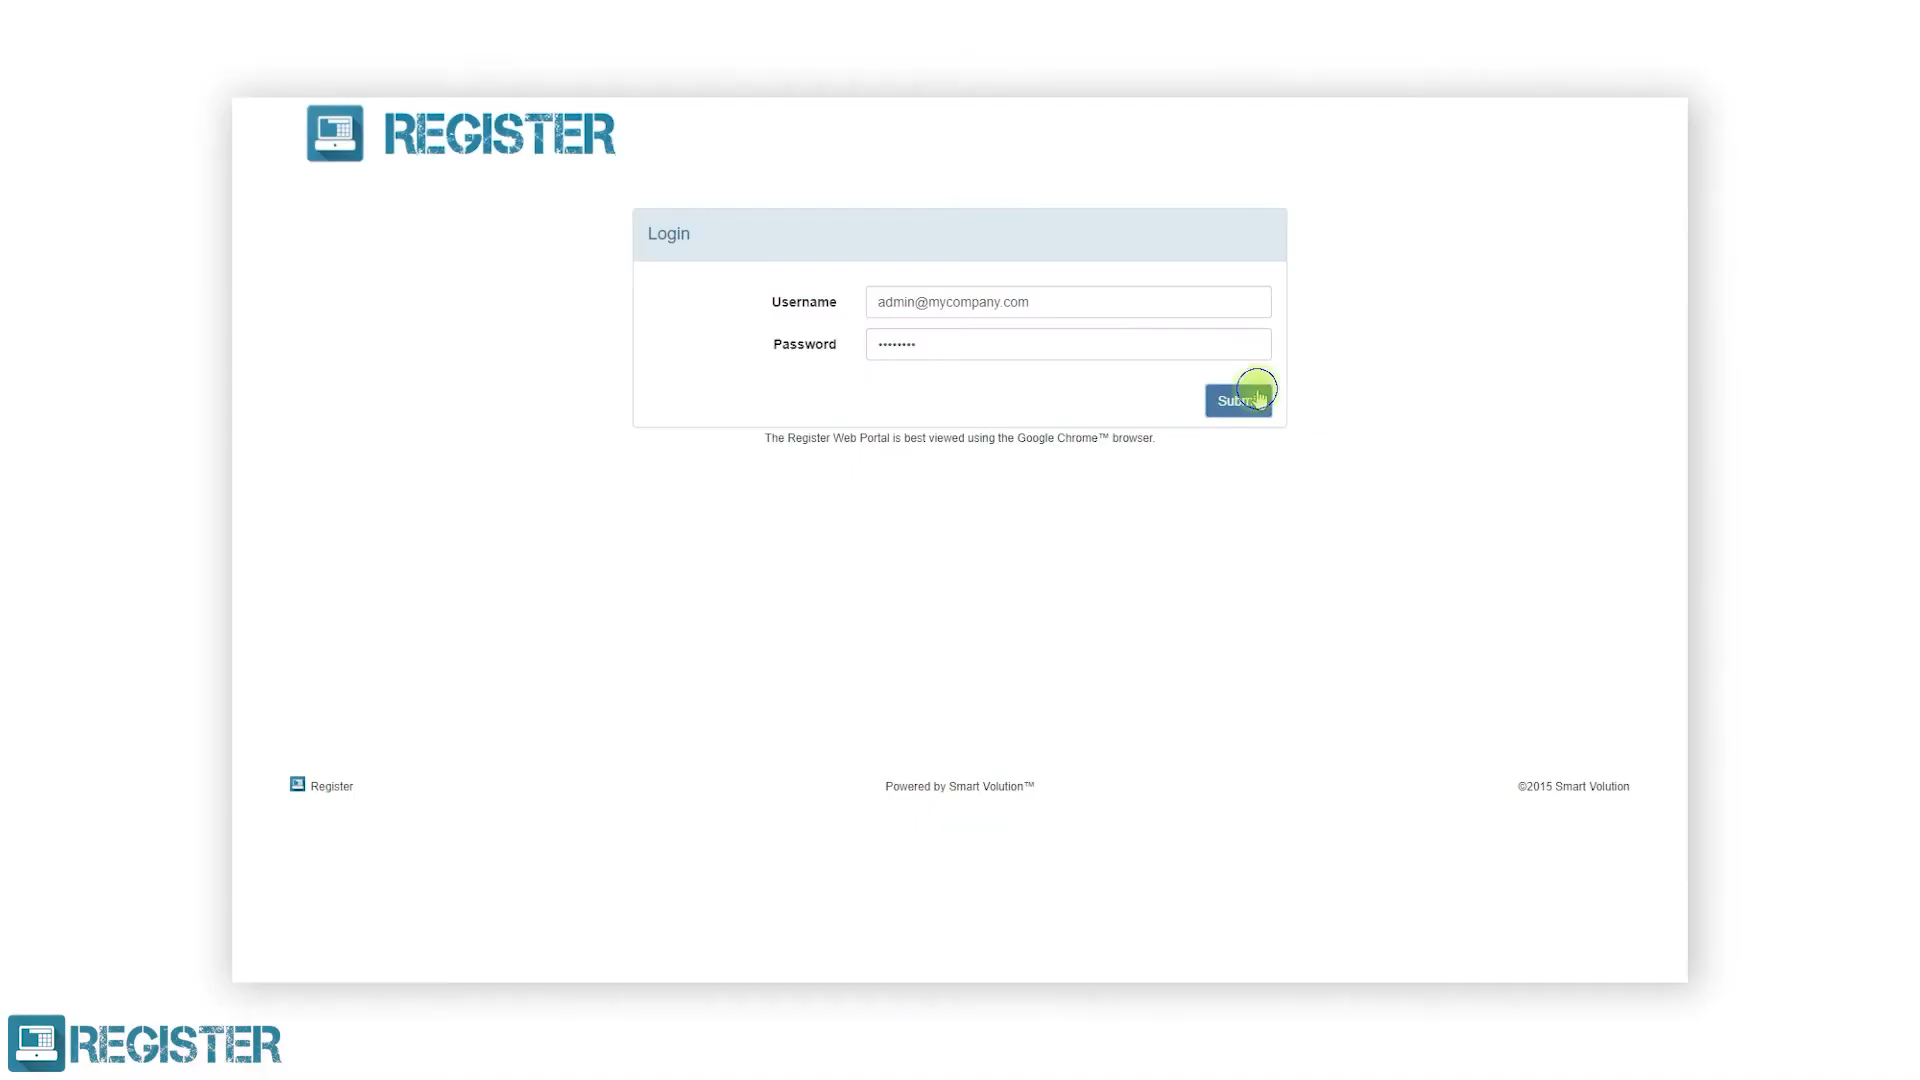 REGISTER
Login
Username
admin@mycompany.com
Password
••••••••
The Register Web Portal is best viewed using the Google Chrome™ browser.
Register
Powered by Smart Volution™
©2015 Smart Volution
REGISTER